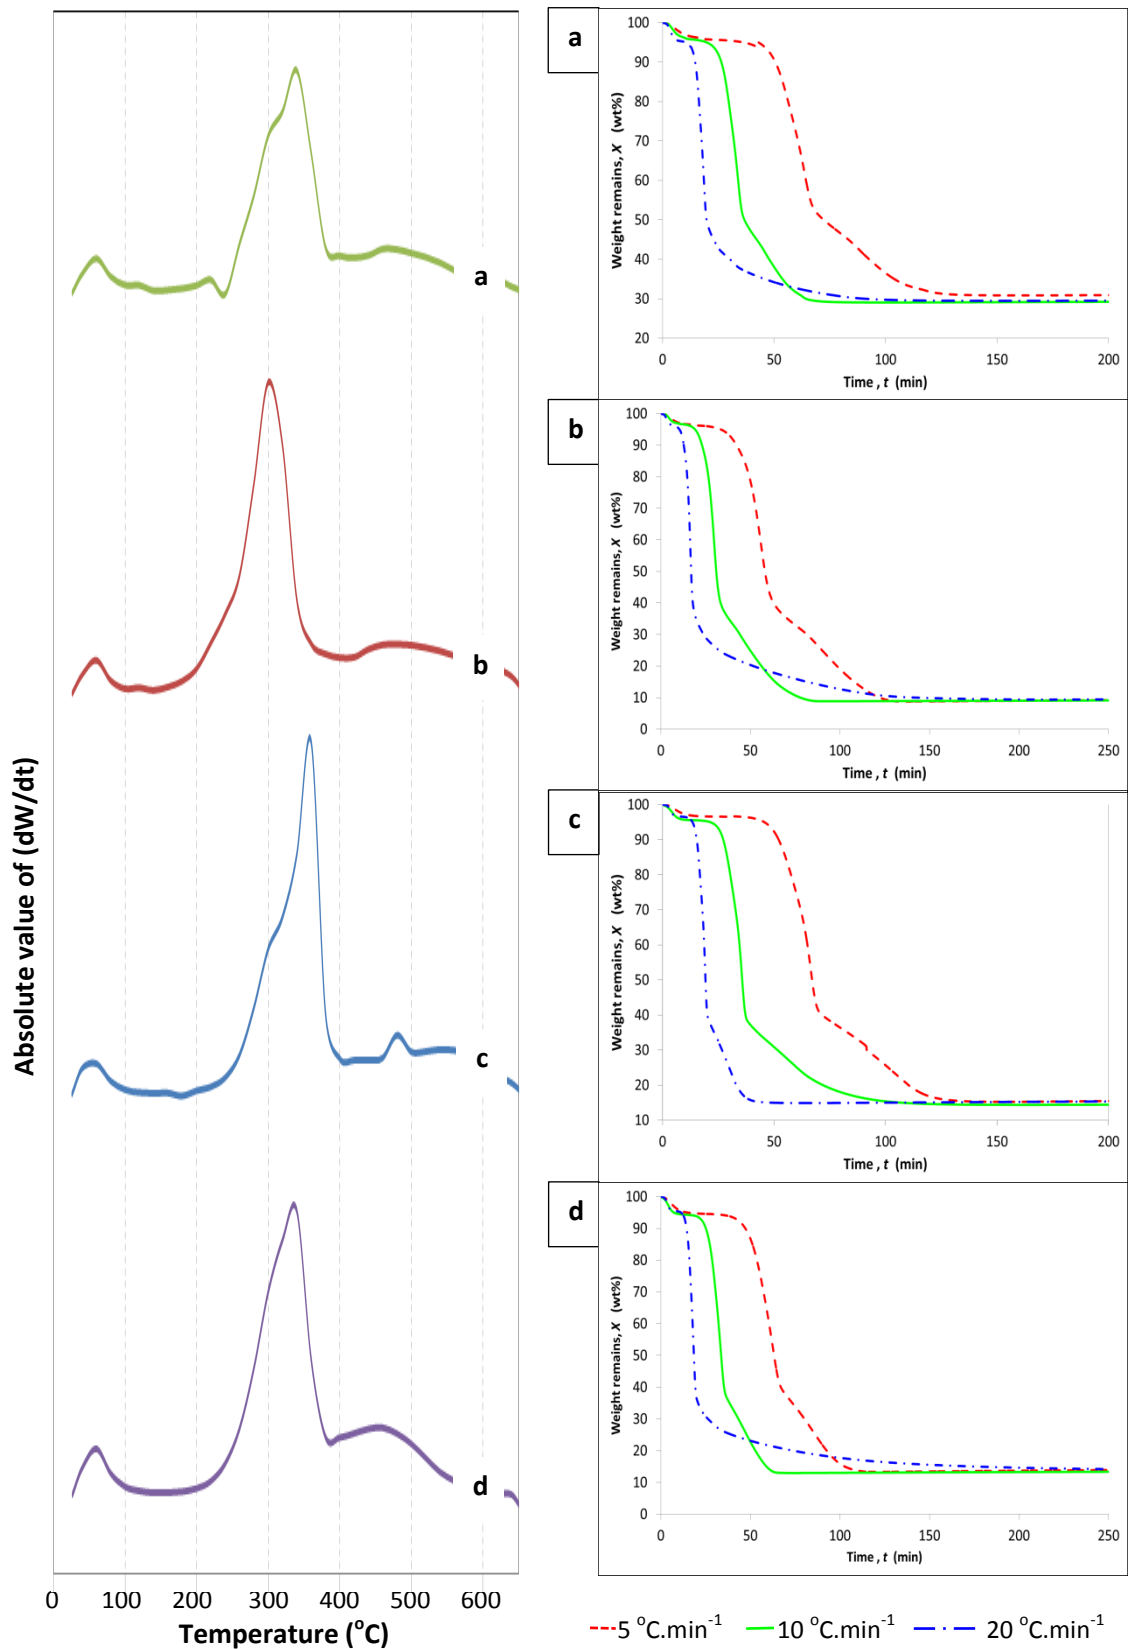 Absolute value of (dW/dt)
a
b
c
d
0 100 200 300 400 500 600
Temperature (°C)
a
Weight remains, X (wt%)
100
90
80
70
60
50
40
30
20
0 50 100 150 200
Time , t (min)
b
Weight remains, X (wt%)
100
90
80
70
60
50
40
30
20
10
0
0 50 100 150 200 250
Time , t (min)
c
Weight remains, X (wt%)
100
90
80
70
60
50
40
30
20
10
0 50 100 150 200
Time , t (min)
d
Weight remains, X (wt%)
100
90
80
70
60
50
40
30
20
10
0
0 50 100 150 200 250
Time , t (min)
5 °C.min⁻¹ 10 °C.min⁻¹ 20 °C.min⁻¹